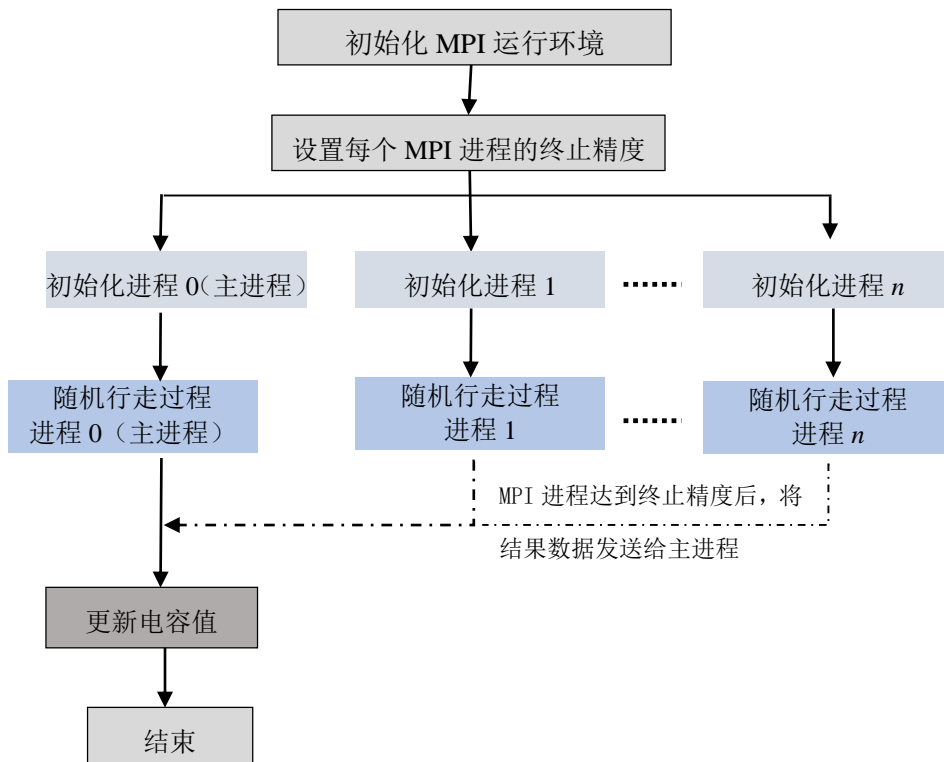 初始化 MPI 运行环境
设置每个 MPI 进程的终止精度
初始化进程 0（主进程）
初始化进程 1
初始化进程 n
随机行走过程
进程 0（主进程）
随机行走过程
进程 1
随机行走过程
进程 n
MPI 进程达到终止精度后，将
结果数据发送给主进程
更新电容值
结束